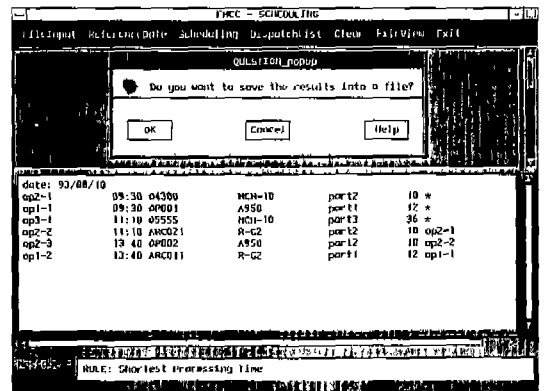 FMCC - SCHEDULING
FileInput ReferenceDate Scheduling DispatchList Clear FairView Exit
QUESTION_popup
Do you want to save the results into a file?
OK Cancel Help
date: 93/08/10
op2-1 09:30 04300 MCH-10 part2 10 *
op1-1 09:30 OP001 A950 part1 12 *
op3-1 11:10 05555 MCH-10 part3 36 *
op2-2 11:10 ARC021 R-G2 part2 10 op2-1
op2-3 13:40 OP002 A950 part2 10 op2-2
op1-2 13:40 ARC011 R-G2 part1 12 op1-1
RULE: Shortest Processing Time